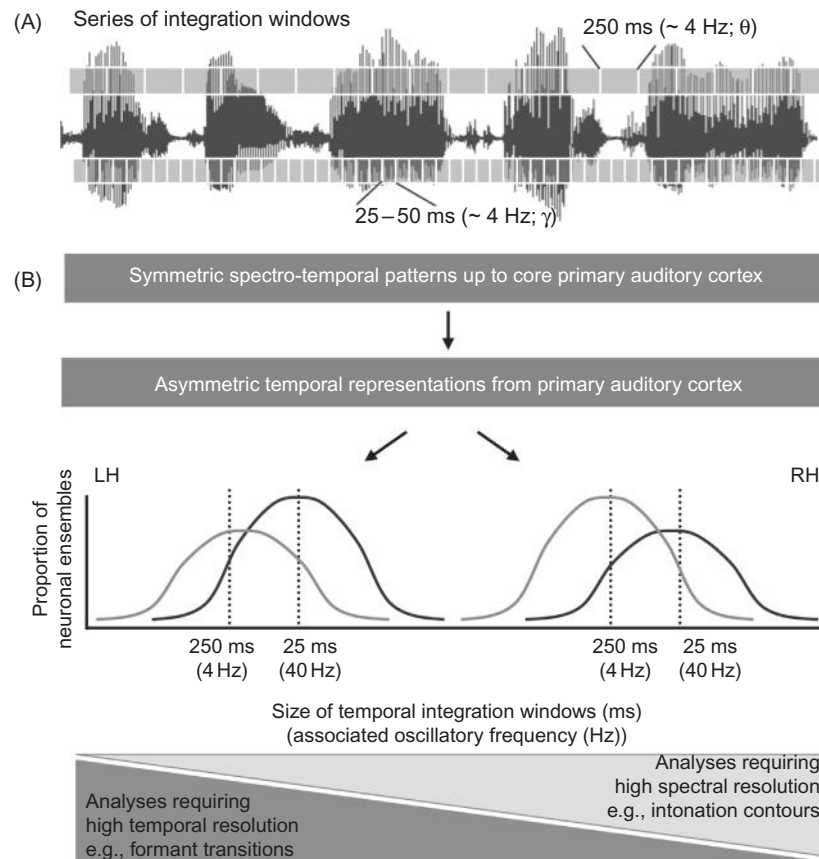 (A) Series of integration windows
250 ms (~ 4 Hz; θ)
25–50 ms (~ 4 Hz; γ)
(B)
Symmetric spectro-temporal patterns up to core primary auditory cortex
Asymmetric temporal representations from primary auditory cortex
LH
RH
Proportion of
neuronal ensembles
250 ms
(4 Hz)
25 ms
(40 Hz)
250 ms
(4 Hz)
25 ms
(40 Hz)
Size of temporal integration windows (ms)
(associated oscillatory frequency (Hz))
Analyses requiring
high spectral resolution
e.g., intonation contours
Analyses requiring
high temporal resolution
e.g., formant transitions